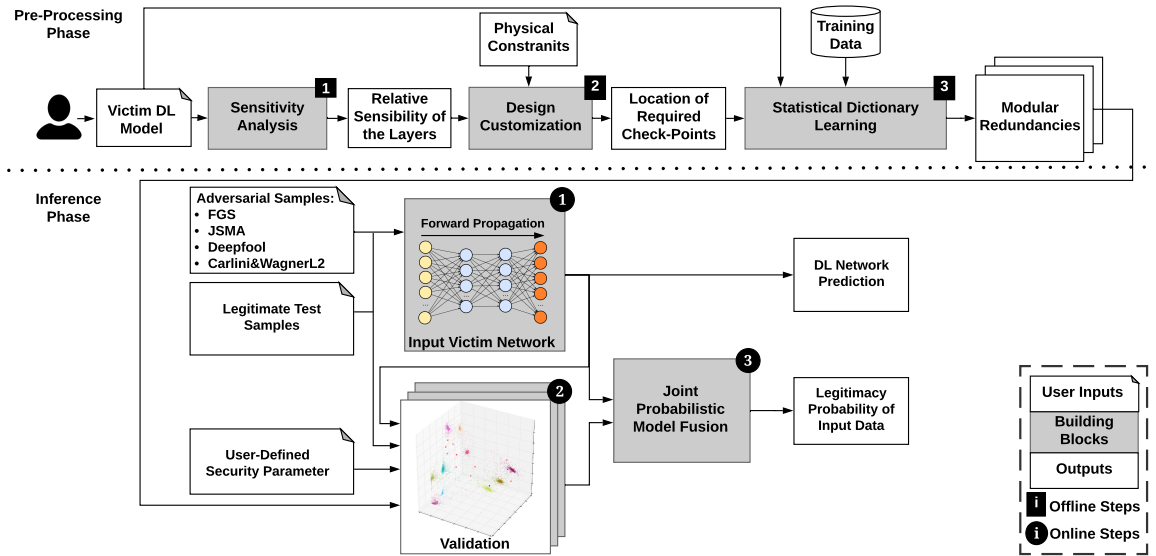 Pre-Processing
Phase
Victim DL
Model
1
Sensitivity
Analysis
Relative
Sensibility of
the Layers
Physical
Constranits
2
Design
Customization
Location of
Required
Check-Points
Training
Data
3
Statistical Dictionary
Learning
Modular
Redundancies
Inference
Phase
Adversarial Samples:
• FGS
• JSMA
• Deepfool
• Carlini&WagnerL2
Legitimate Test
Samples
User-Defined
Security Parameter
1
Forward Propagation
...
...
...
...
Input Victim Network
2
Validation
3
Joint
Probabilistic
Model Fusion
DL Network
Prediction
Legitimacy
Probability of
Input Data
User Inputs
Building
Blocks
Outputs
i Offline Steps
i Online Steps